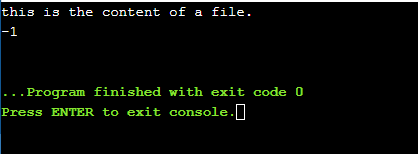 this is the content of a file.
-1
...Program finished with exit code 0
Press ENTER to exit console.